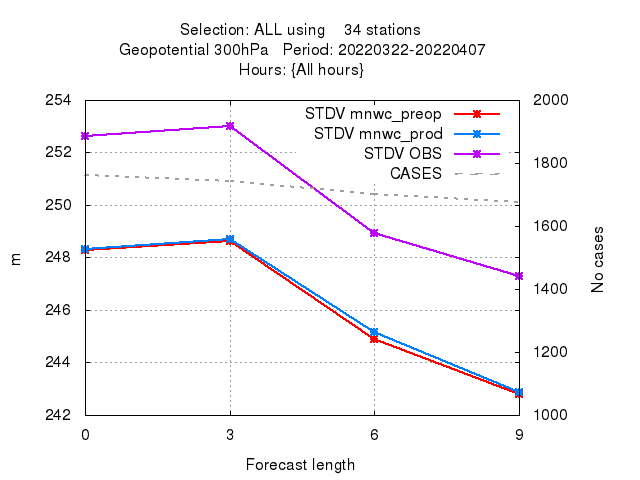 Selection: ALL using    34 stations
Geopotential 300hPa   Period: 20220322-20220407
Hours: {All hours}
254
252
250
248
246
244
242
m
2000
1800
1600
1400
1200
1000
No cases
STDV mnwc_preop
STDV mnwc_prod
STDV OBS
CASES
0
3
6
9
Forecast length